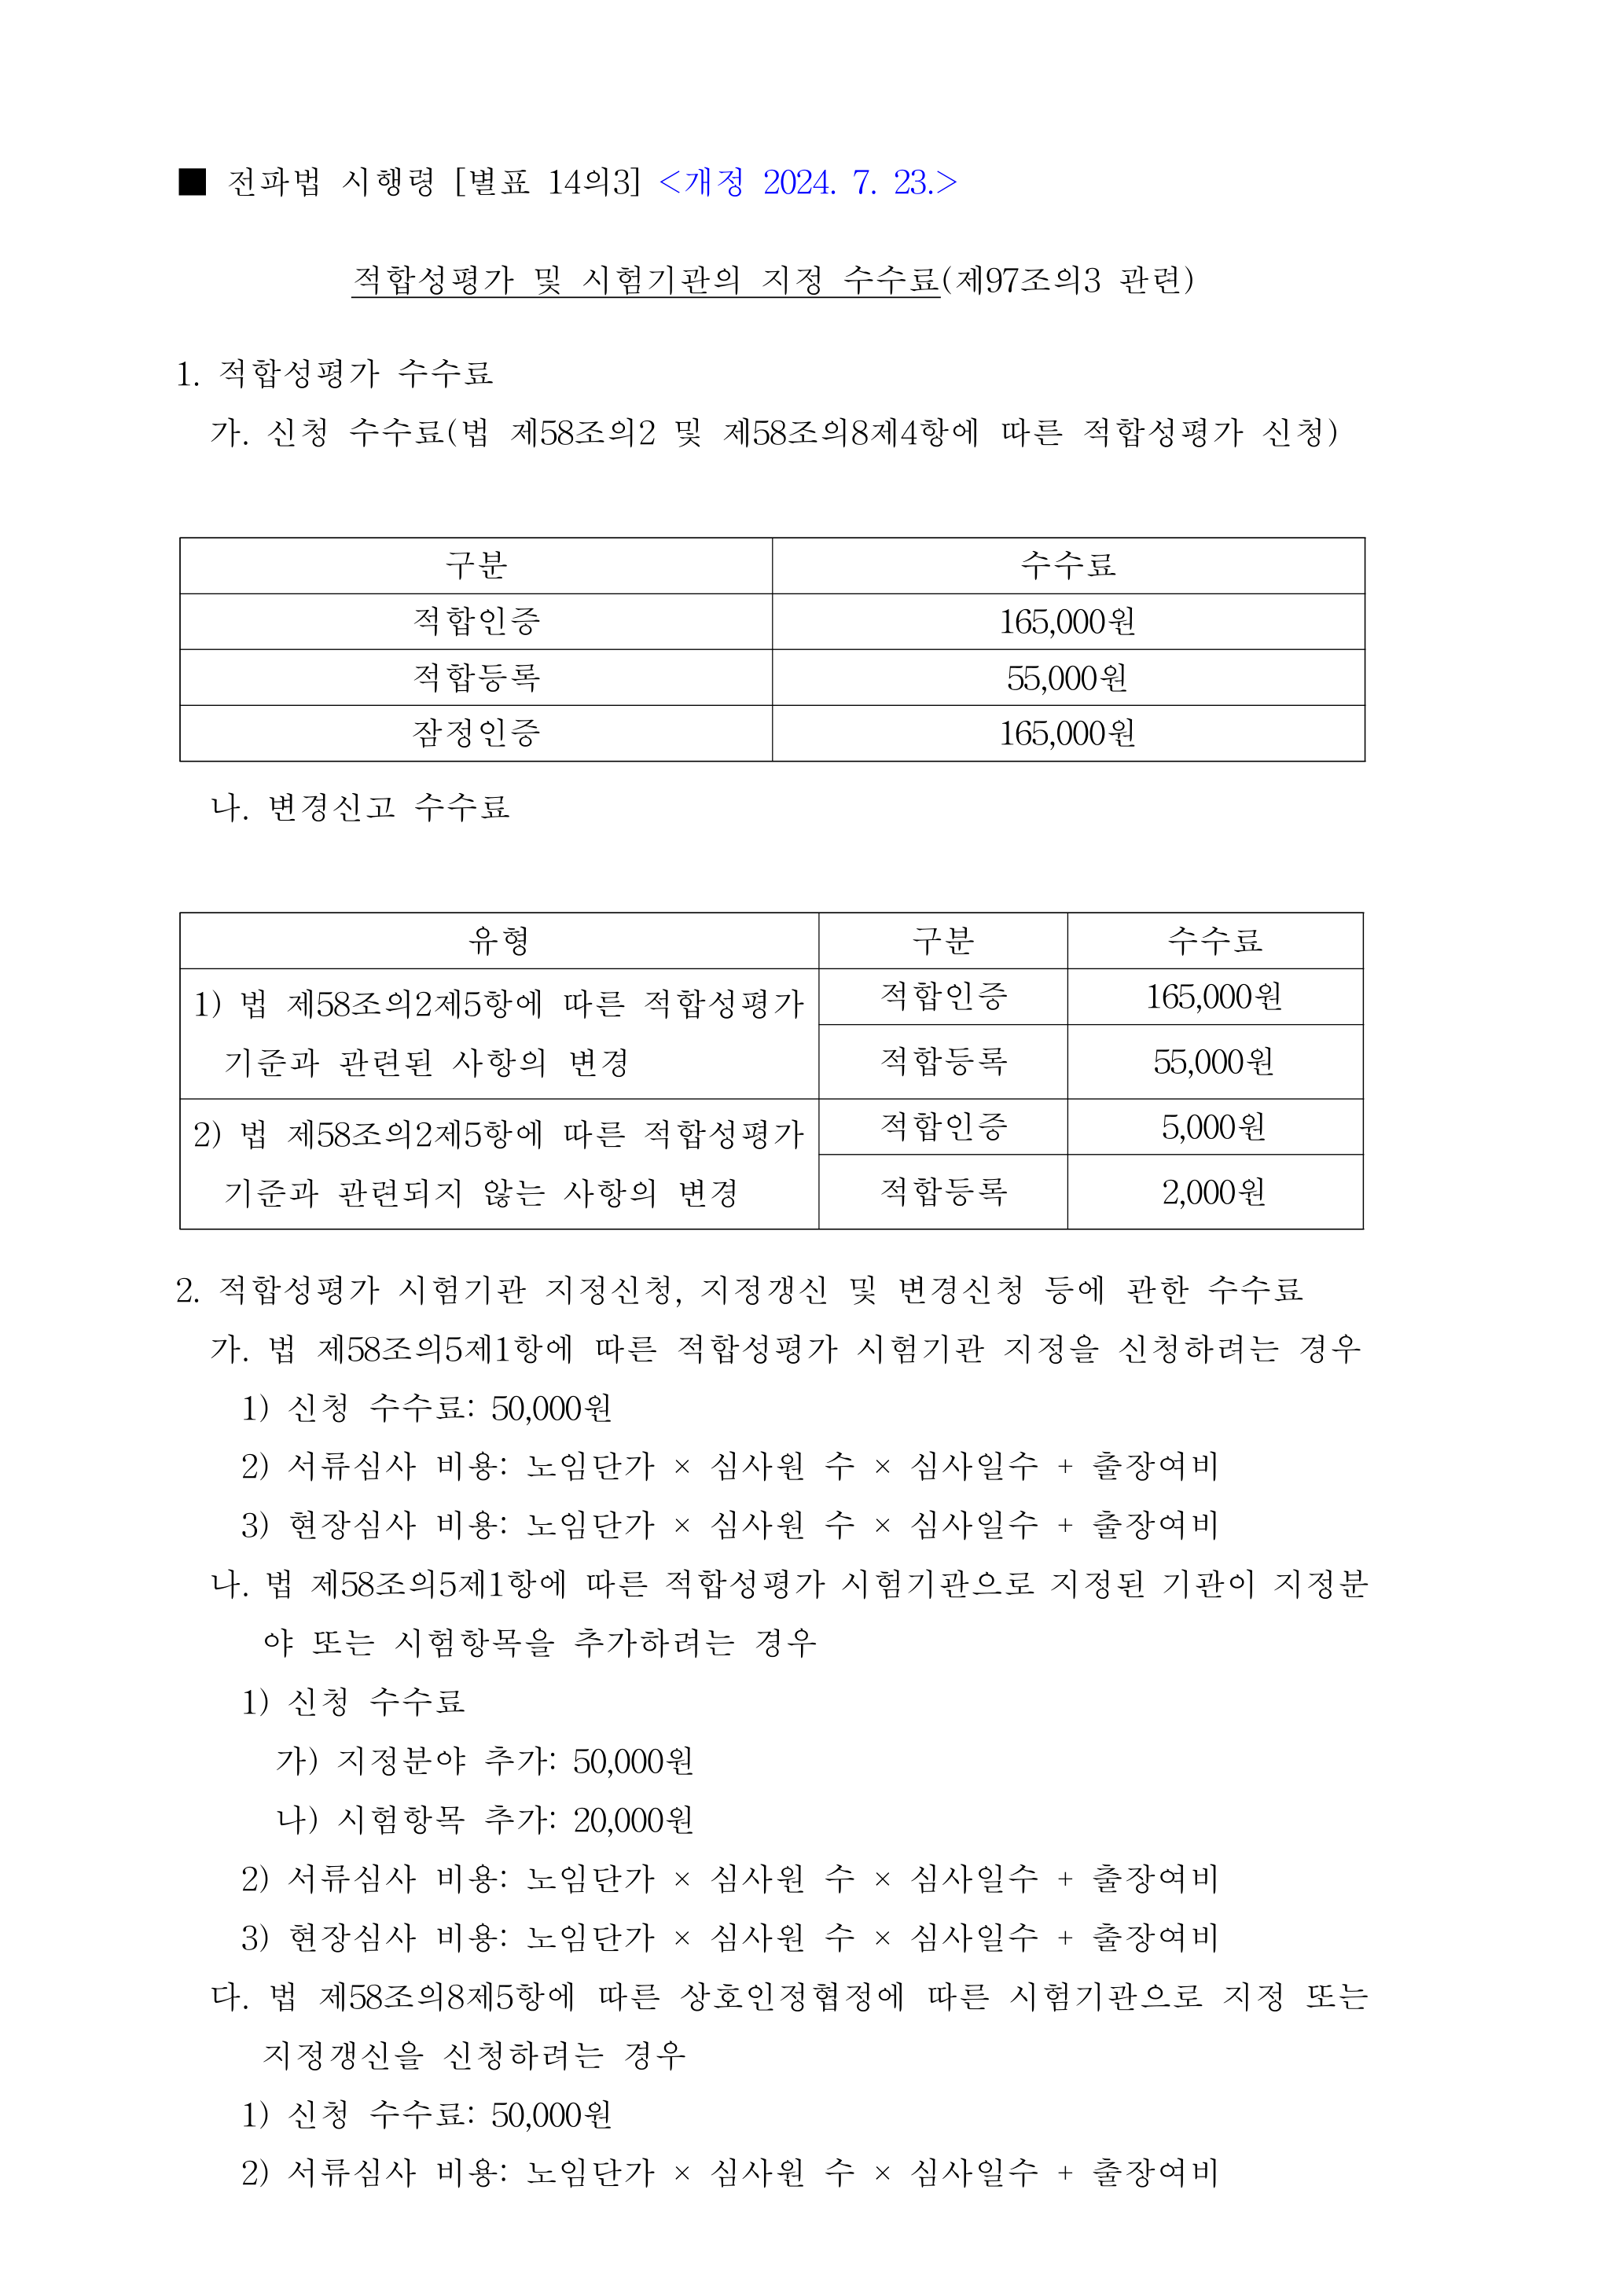 ■ 전파법 시행령 [별표 14의3] <개정 2024. 7. 23.>
적합성평가 및 시험기관의 지정 수수료(제97조의3 관련)
1. 적합성평가 수수료
가. 신청 수수료(법 제58조의2 및 제58조의8제4항에 따른 적합성평가 신청)
구분 수수료
적합인증 165,000원
적합등록 55,000원
잠정인증 165,000원
나. 변경신고 수수료
유형 구분 수수료
1) 법 제58조의2제5항에 따른 적합성평가 적합인증 165,000원
기준과 관련된 사항의 변경 적합등록 55,000원
2) 법 제58조의2제5항에 따른 적합성평가 적합인증 5,000원
기준과 관련되지 않는 사항의 변경 적합등록 2,000원
2. 적합성평가 시험기관 지정신청, 지정갱신 및 변경신청 등에 관한 수수료
가. 법 제58조의5제1항에 따른 적합성평가 시험기관 지정을 신청하려는 경우
1) 신청 수수료: 50,000원
2) 서류심사 비용: 노임단가 × 심사원 수 × 심사일수 + 출장여비
3) 현장심사 비용: 노임단가 × 심사원 수 × 심사일수 + 출장여비
나. 법 제58조의5제1항에 따른 적합성평가 시험기관으로 지정된 기관이 지정분
야 또는 시험항목을 추가하려는 경우
1) 신청 수수료
가) 지정분야 추가: 50,000원
나) 시험항목 추가: 20,000원
2) 서류심사 비용: 노임단가 × 심사원 수 × 심사일수 + 출장여비
3) 현장심사 비용: 노임단가 × 심사원 수 × 심사일수 + 출장여비
다. 법 제58조의8제5항에 따른 상호인정협정에 따른 시험기관으로 지정 또는
지정갱신을 신청하려는 경우
1) 신청 수수료: 50,000원
2) 서류심사 비용: 노임단가 × 심사원 수 × 심사일수 + 출장여비